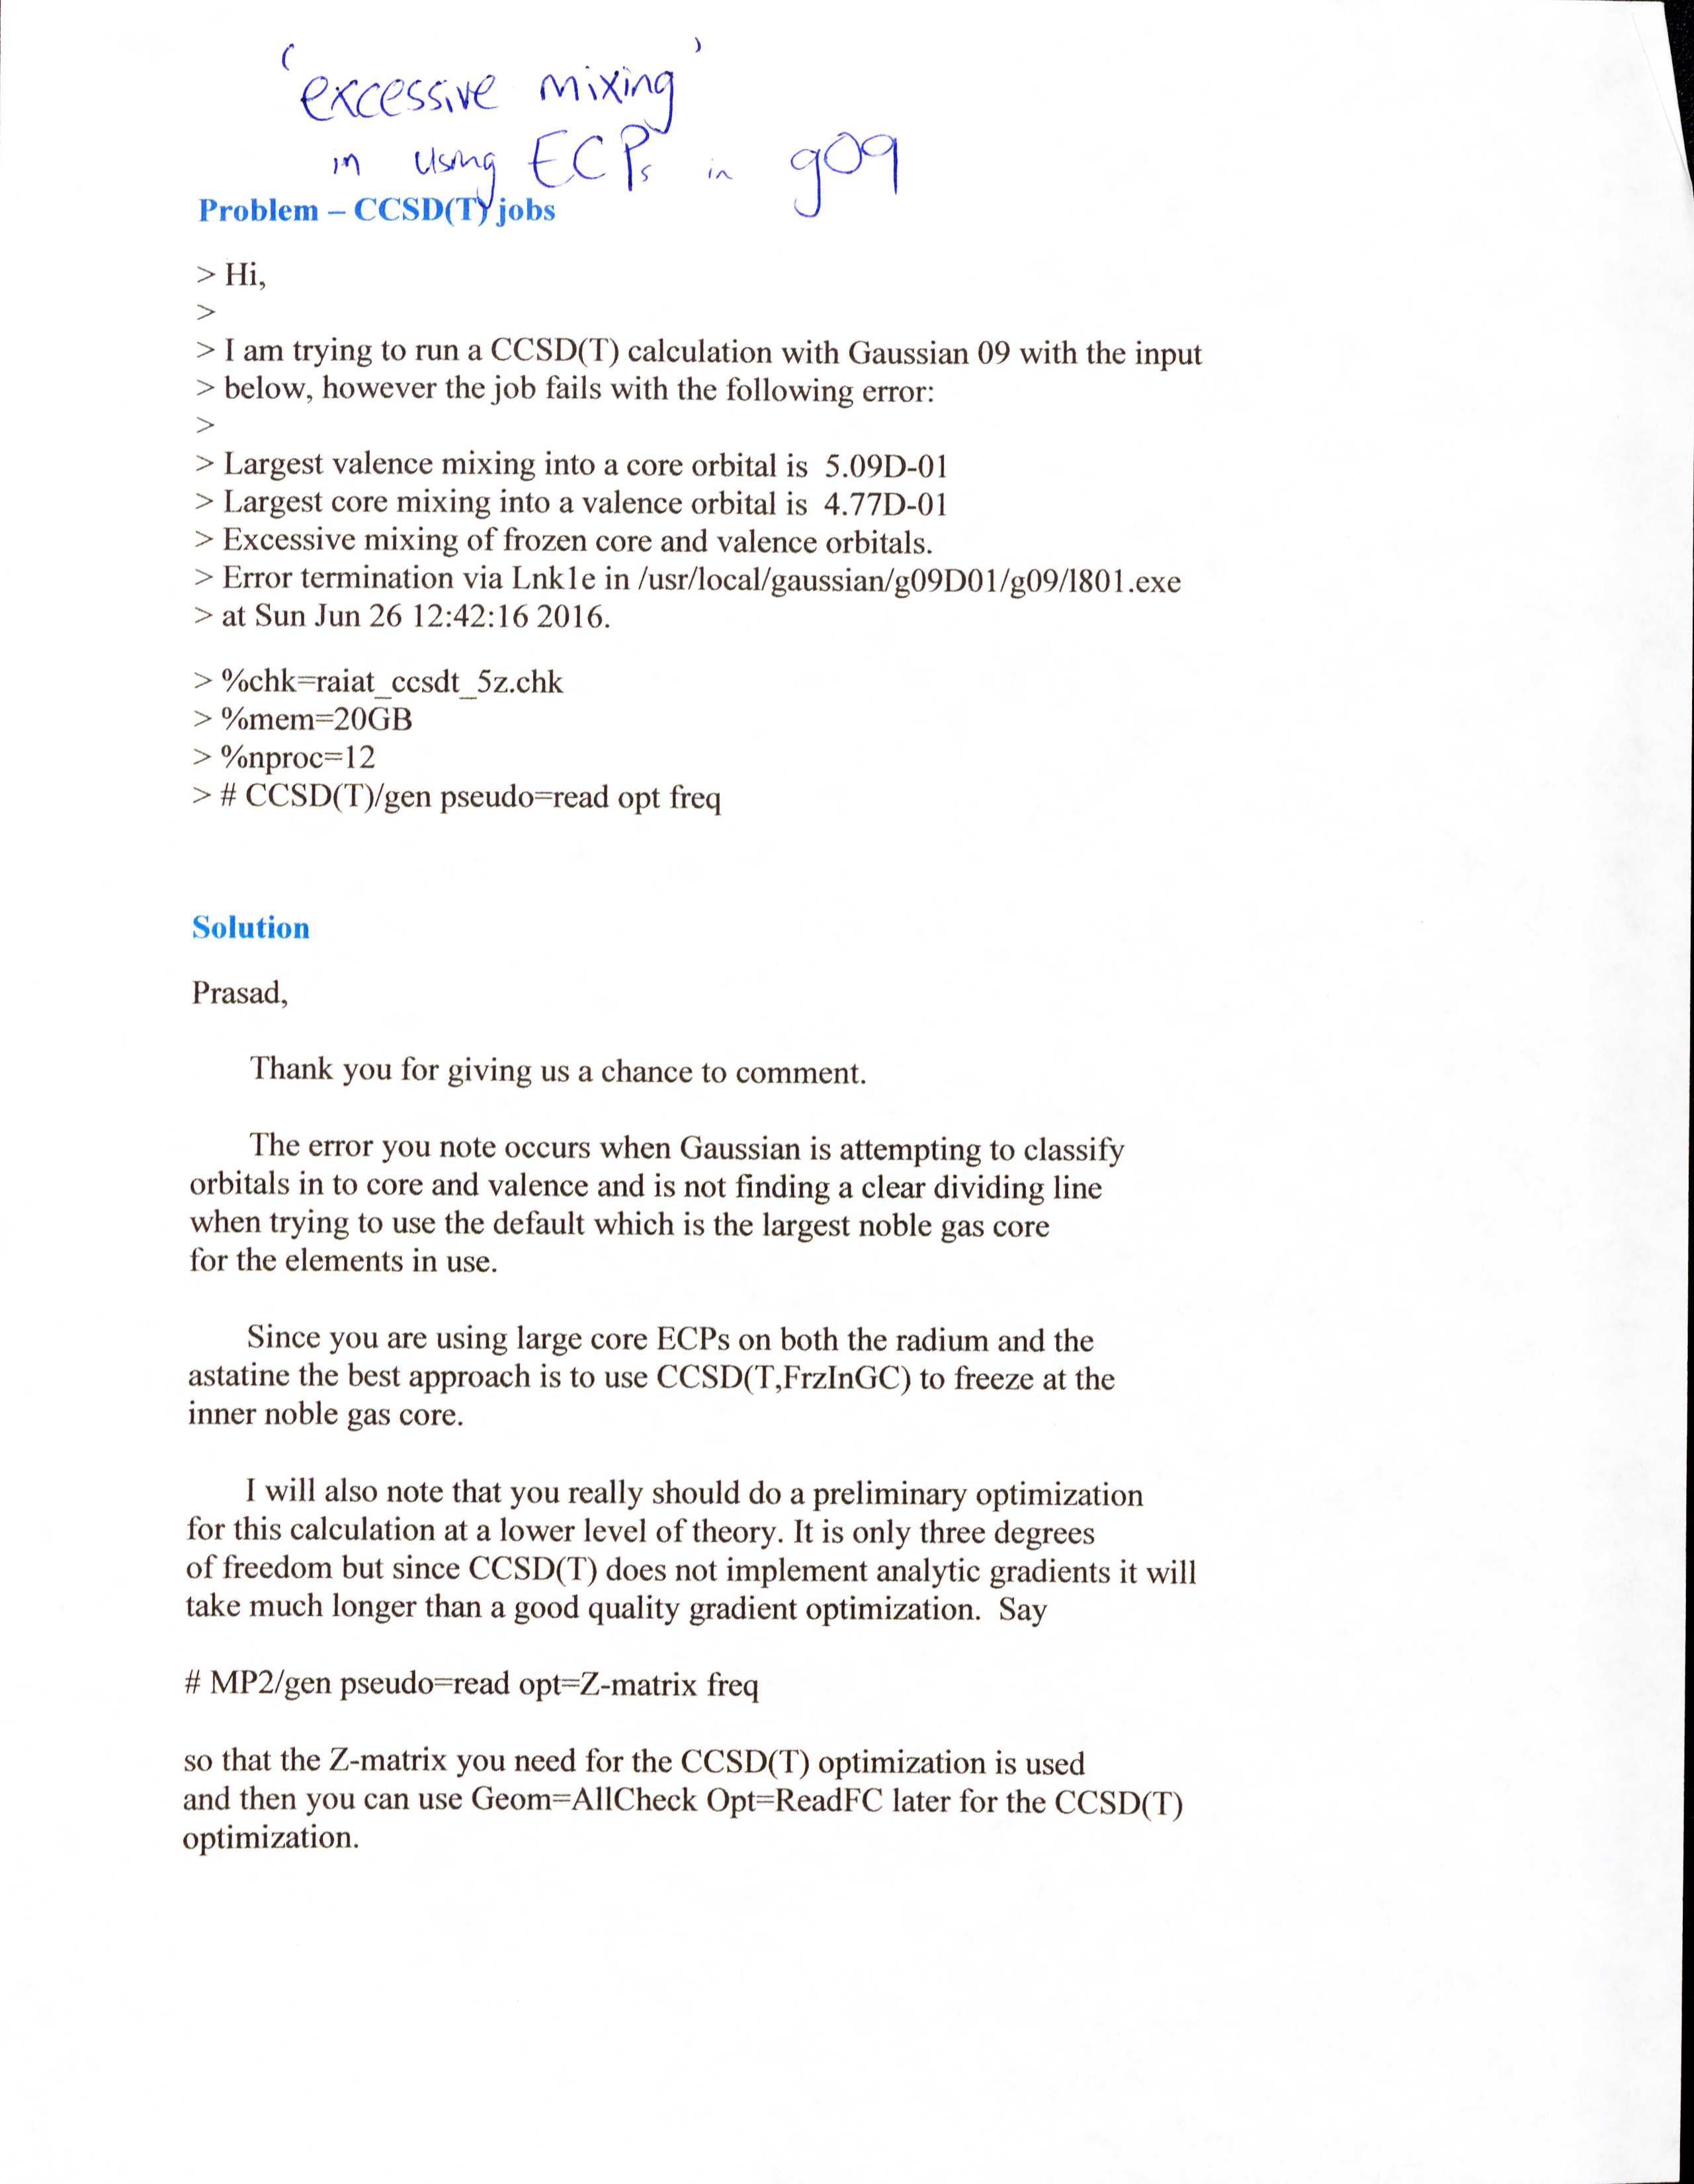 'excessive mixing'
in using ECPs in g09
Problem – CCSD(T) jobs
> Hi,
>
> I am trying to run a CCSD(T) calculation with Gaussian 09 with the input
> below, however the job fails with the following error:
>
> Largest valence mixing into a core orbital is  5.09D-01
> Largest core mixing into a valence orbital is  4.77D-01
> Excessive mixing of frozen core and valence orbitals.
> Error termination via Lnk1e in /usr/local/gaussian/g09D01/g09/l801.exe
> at Sun Jun 26 12:42:16 2016.
> %chk=raiat_ccsdt_5z.chk
> %mem=20GB
> %nproc=12
> # CCSD(T)/gen pseudo=read opt freq
Solution
Prasad,
Thank you for giving us a chance to comment.
The error you note occurs when Gaussian is attempting to classify
orbitals in to core and valence and is not finding a clear dividing line
when trying to use the default which is the largest noble gas core
for the elements in use.
Since you are using large core ECPs on both the radium and the
astatine the best approach is to use CCSD(T,FrzInGC) to freeze at the
inner noble gas core.
I will also note that you really should do a preliminary optimization
for this calculation at a lower level of theory. It is only three degrees
of freedom but since CCSD(T) does not implement analytic gradients it will
take much longer than a good quality gradient optimization.  Say
# MP2/gen pseudo=read opt=Z-matrix freq
so that the Z-matrix you need for the CCSD(T) optimization is used
and then you can use Geom=AllCheck Opt=ReadFC later for the CCSD(T)
optimization.